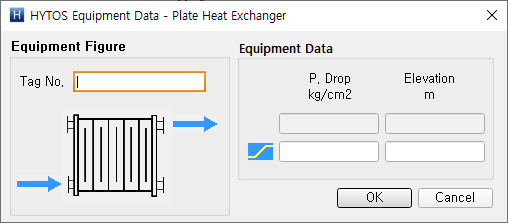 HYTOS Equipment Data - Plate Heat Exchanger
Equipment Figure
Tag No.
Equipment Data
P. Drop
kg/cm2
Elevation
m
OK
Cancel